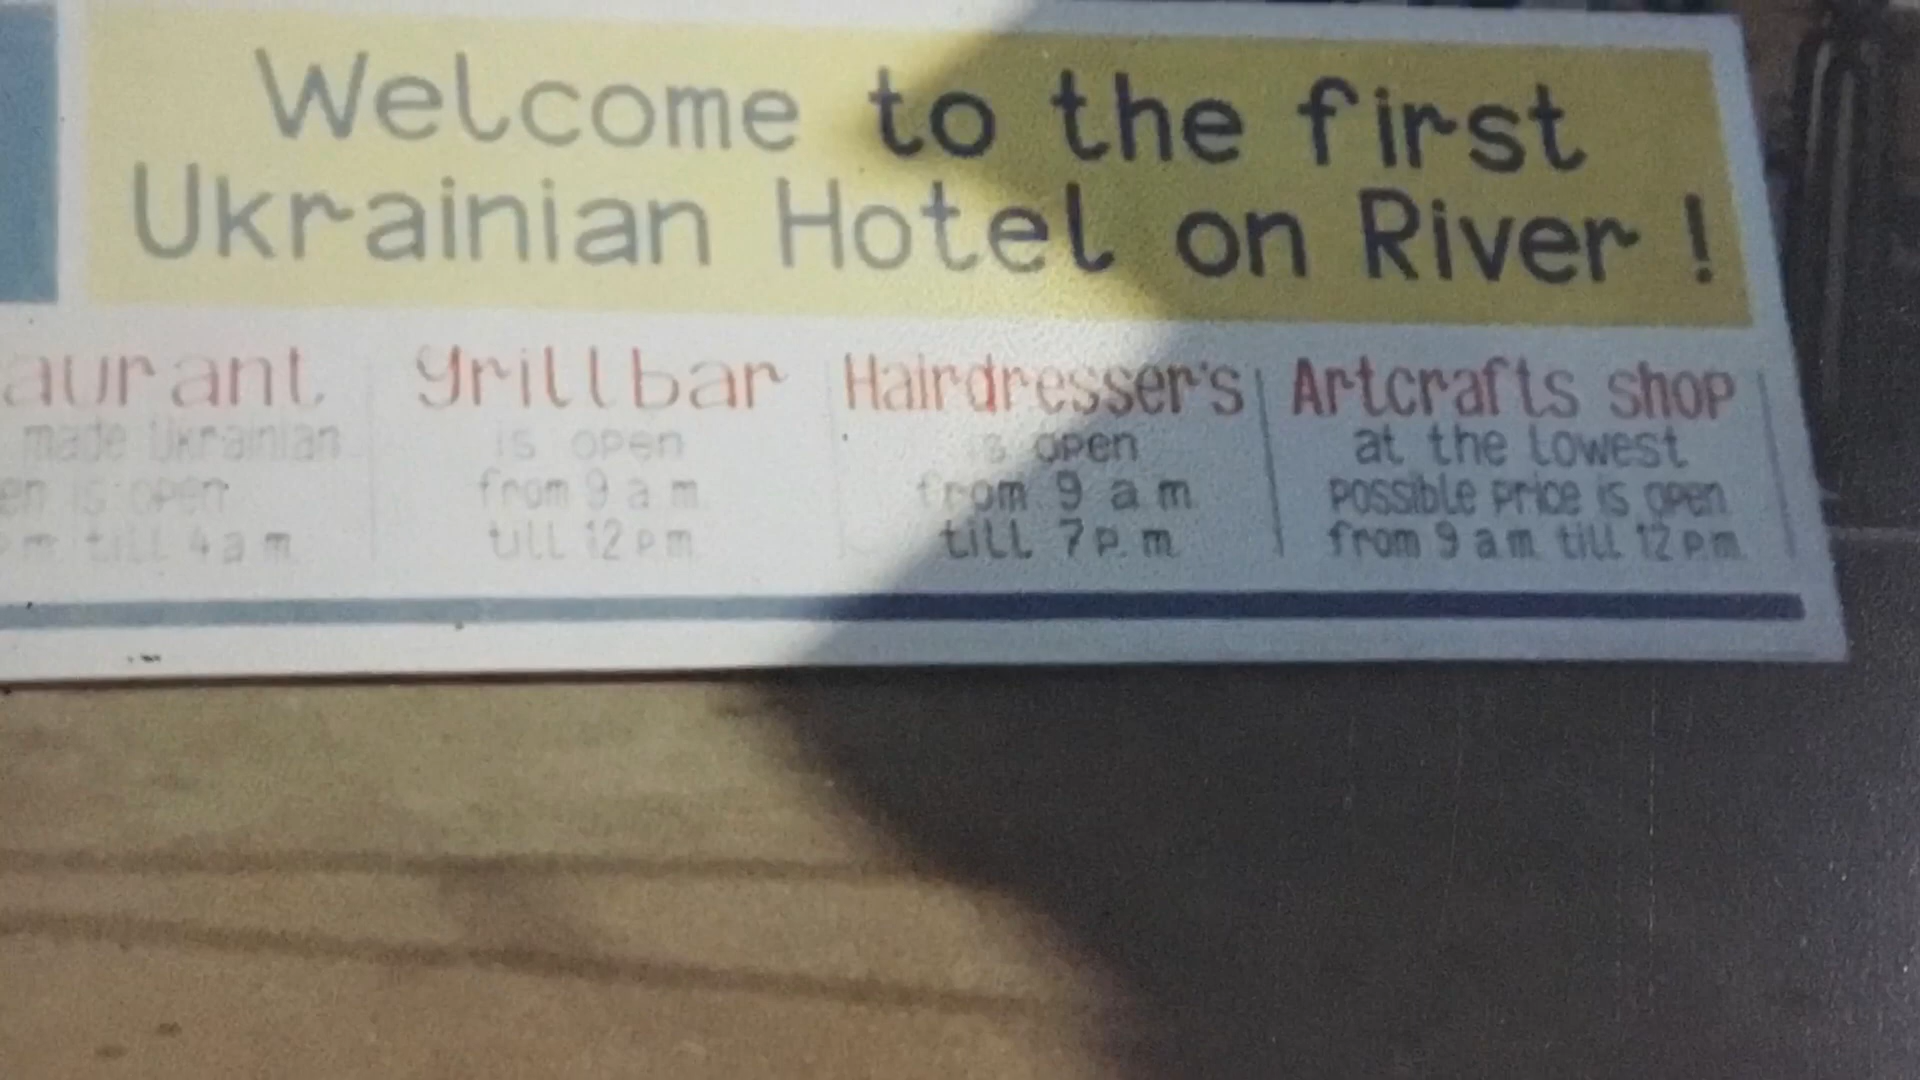 Welcome to the first
Ukrainian Hotel on River !
aurant
made Ukrainian
en is open
m till 4 a m
grillbar
is open
from 9 a m
till 12 p m
Hairdresser's
is open
from 9 a m
till 7 p. m
Artcrafts shop
at the lowest
possible price is open
from 9 a m till 12 p m